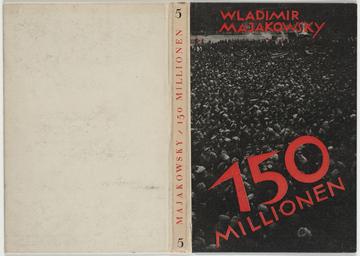 5
MAJAKOWSKY / 150 MILLIONEN
5
WLADIMIR
MAJAKOWSKY
150
MILLIONEN